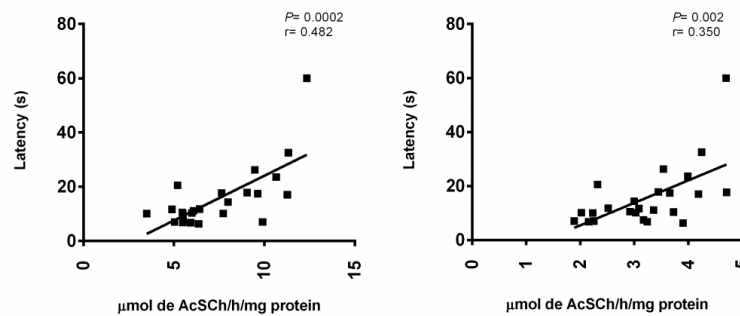 P= 0.0002
r= 0.482
80
60
40
20
0
Latency (s)
0
5
10
15
µmol de AcSCh/h/mg protein
P= 0.002
r= 0.350
80
60
40
20
0
Latency (s)
0
1
2
3
4
5
µmol de AcSCh/h/mg protein